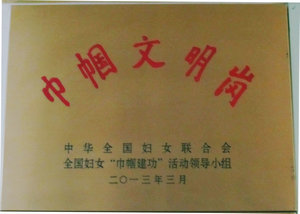 巾帼文明岗
中华全国妇女联合会
全国妇女“巾帼建功”活动领导小组
二〇一三年三月